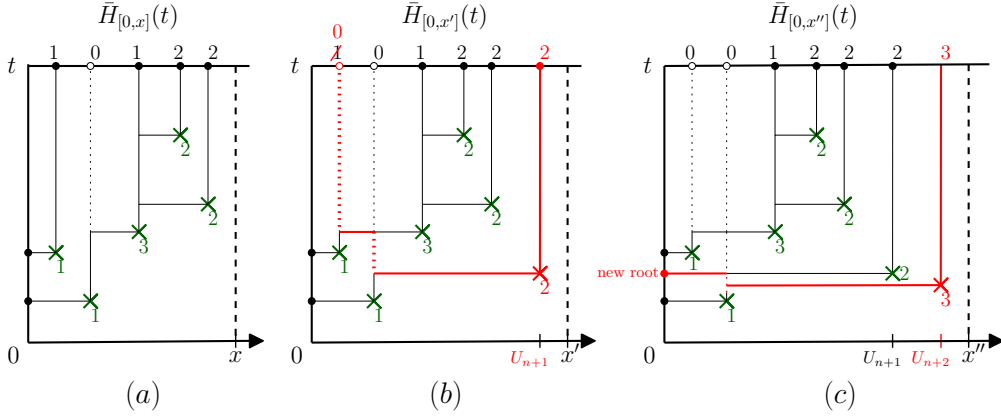 H̄_{[0,x]}(t)
1 0 1 2 2
t
2
2
3
1
1
0
x
(a)
H̄_{[0,x′]}(t)
0
1 0 1 2 2 2
2
2
3
1
2
1
0
U_{n+1} x′
(b)
H̄_{[0,x′′]}(t)
0 0 1 2 2 2 3
t
2
2
3
1
new root
2
3
1
0
U_{n+1} U_{n+2} x′′
(c)